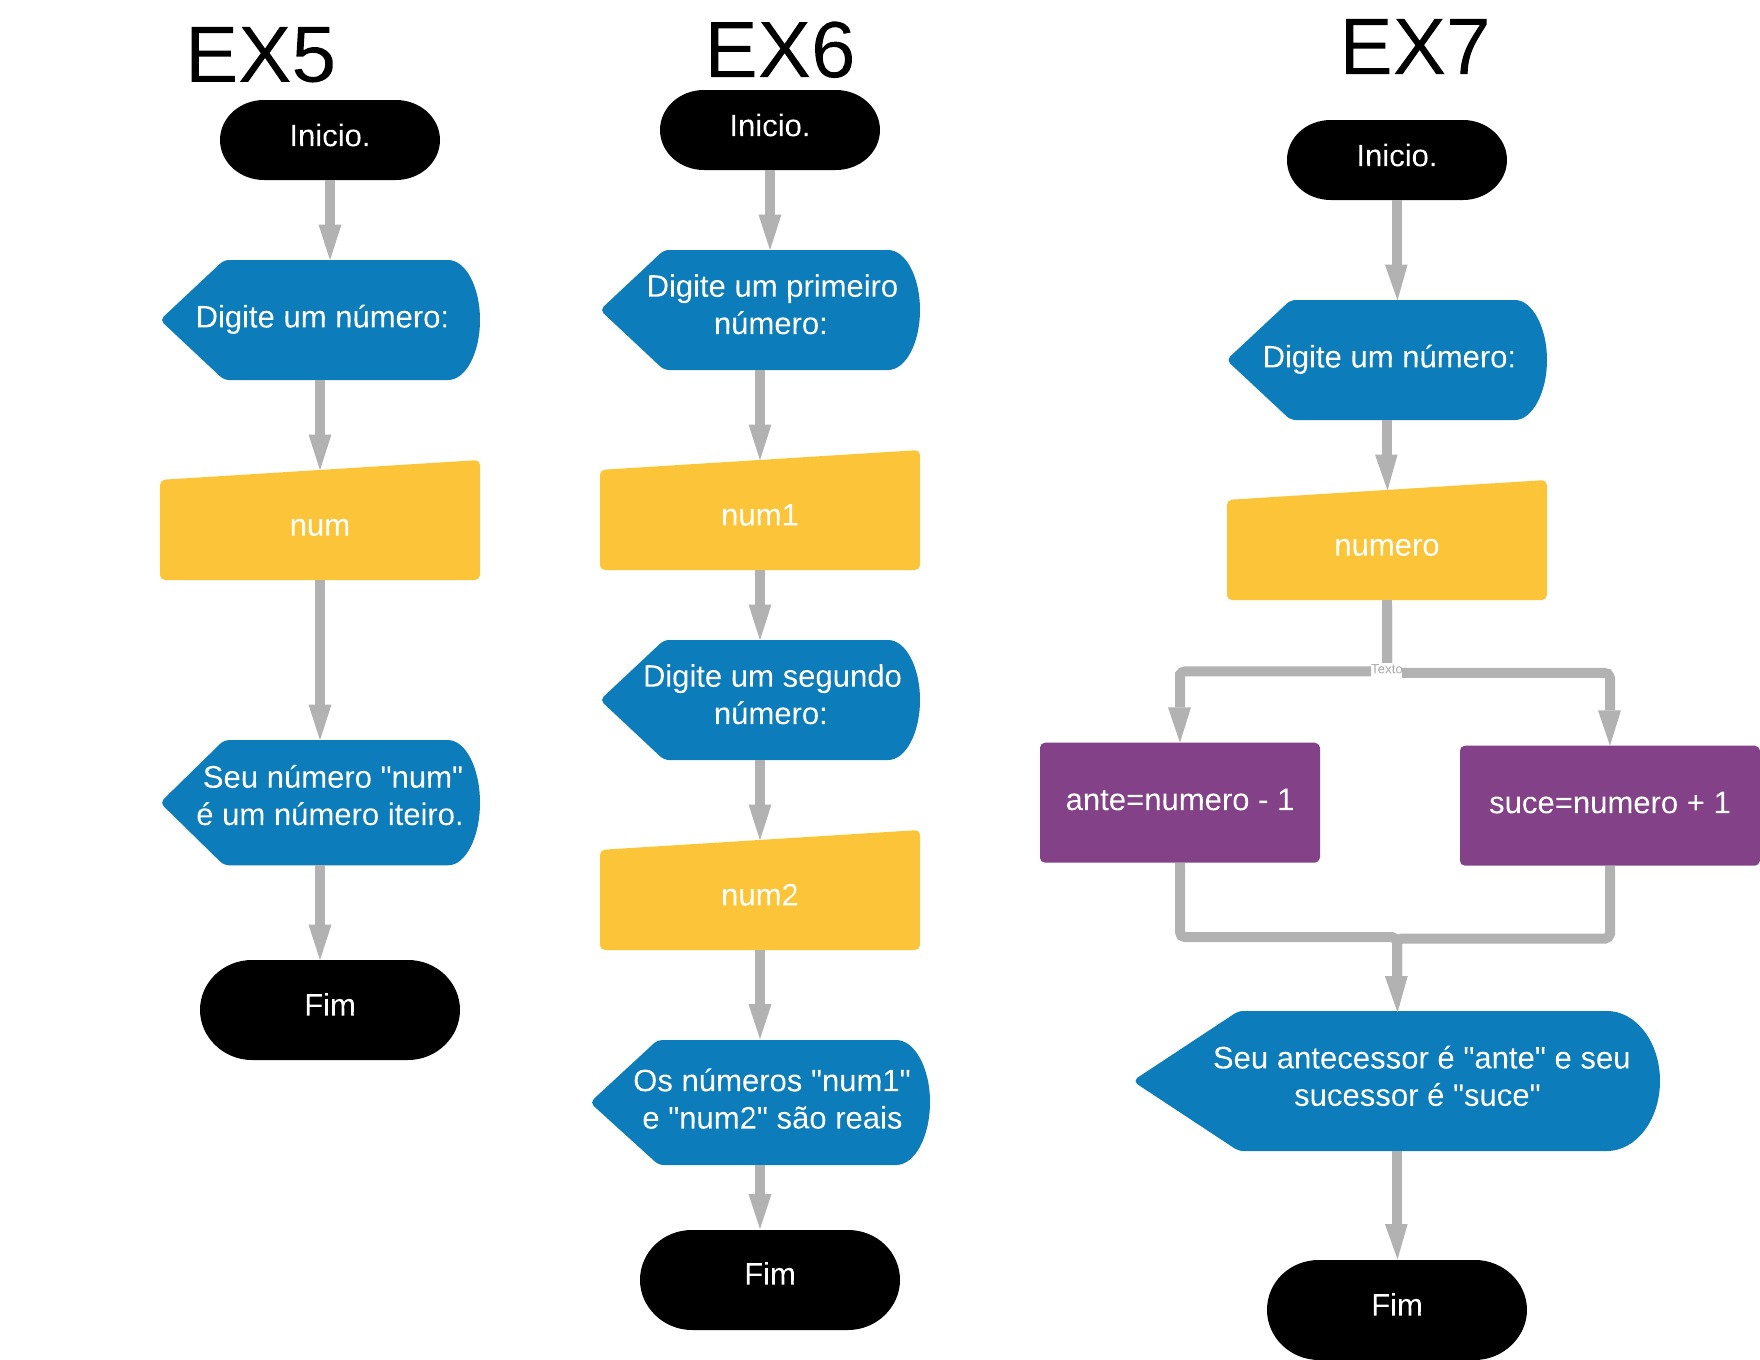 EX5
Inicio.
Digite um número:
num
Seu número "num"
é um número iteiro.
Fim
EX6
Inicio.
Digite um primeiro
número:
num1
Digite um segundo
número:
num2
Os números "num1"
e "num2" são reais
Fim
EX7
Inicio.
Digite um número:
numero
Texto
ante=numero - 1
suce=numero + 1
Seu antecessor é "ante" e seu
sucessor é "suce"
Fim